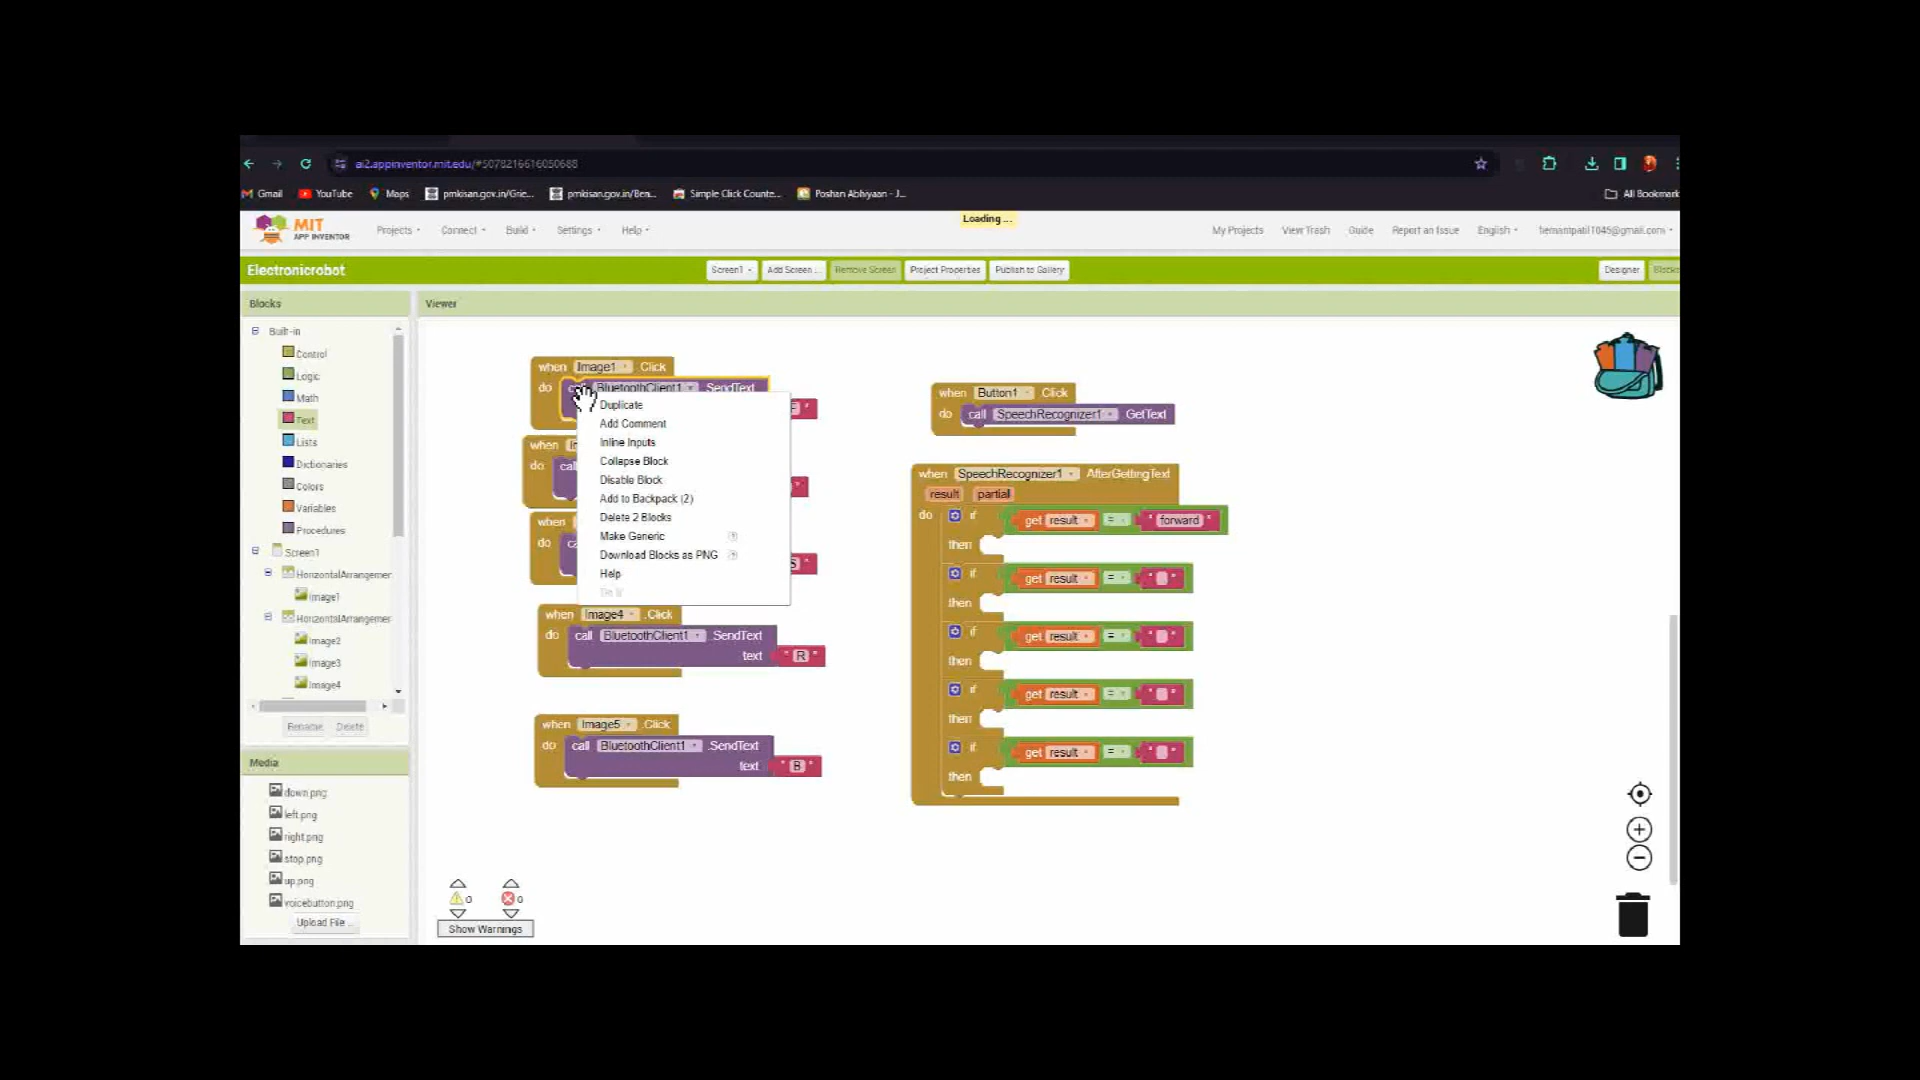 ai2.appinventor.mit.edu/#5078216616050688
Gmail YouTube Maps pmkisan.gov.in/Grie... pmkisan.gov.in/Ben... Simple Click Counte... Poshan Abhiyaan - J... All Bookmark
MIT APP INVENTOR
Projects Connect Build Settings Help Loading ... My Projects View Trash Guide Report an Issue English hemantpatil1045@gmail.com
Electronicrobot Screen1 Add Screen ... Remove Screen Project Properties Publish to Gallery Designer Blocks
Blocks Viewer
Built-in
Control
Logic
Math
Text
Lists
Dictionaries
Colors
Variables
Procedures
Screen1
HorizontalArrangemer
Image1
HorizontalArrangemer
Image2
Image3
Image4
Rename Delete
Media
down.png
left.png
right.png
stop.png
up.png
voicebutton.png
Upload File ...
when Image1 .Click
do call BluetoothClient1 .SendText
" F "
when
do call
"
when
do
S "
Duplicate
Add Comment
Inline Inputs
Collapse Block
Disable Block
Add to Backpack (2)
Delete 2 Blocks
Make Generic ?
Download Blocks as PNG ?
Help
when Image4 .Click
do call BluetoothClient1 .SendText
text " R "
when Image5 .Click
do call BluetoothClient1 .SendText
text " B "
when Button1 .Click
do call SpeechRecognizer1 .GetText
when SpeechRecognizer1 .AfterGettingText
result partial
do if get result = " forward "
then
if get result = " "
then
if get result = " "
then
if get result = " "
then
if get result = " "
then
0 0
Show Warnings